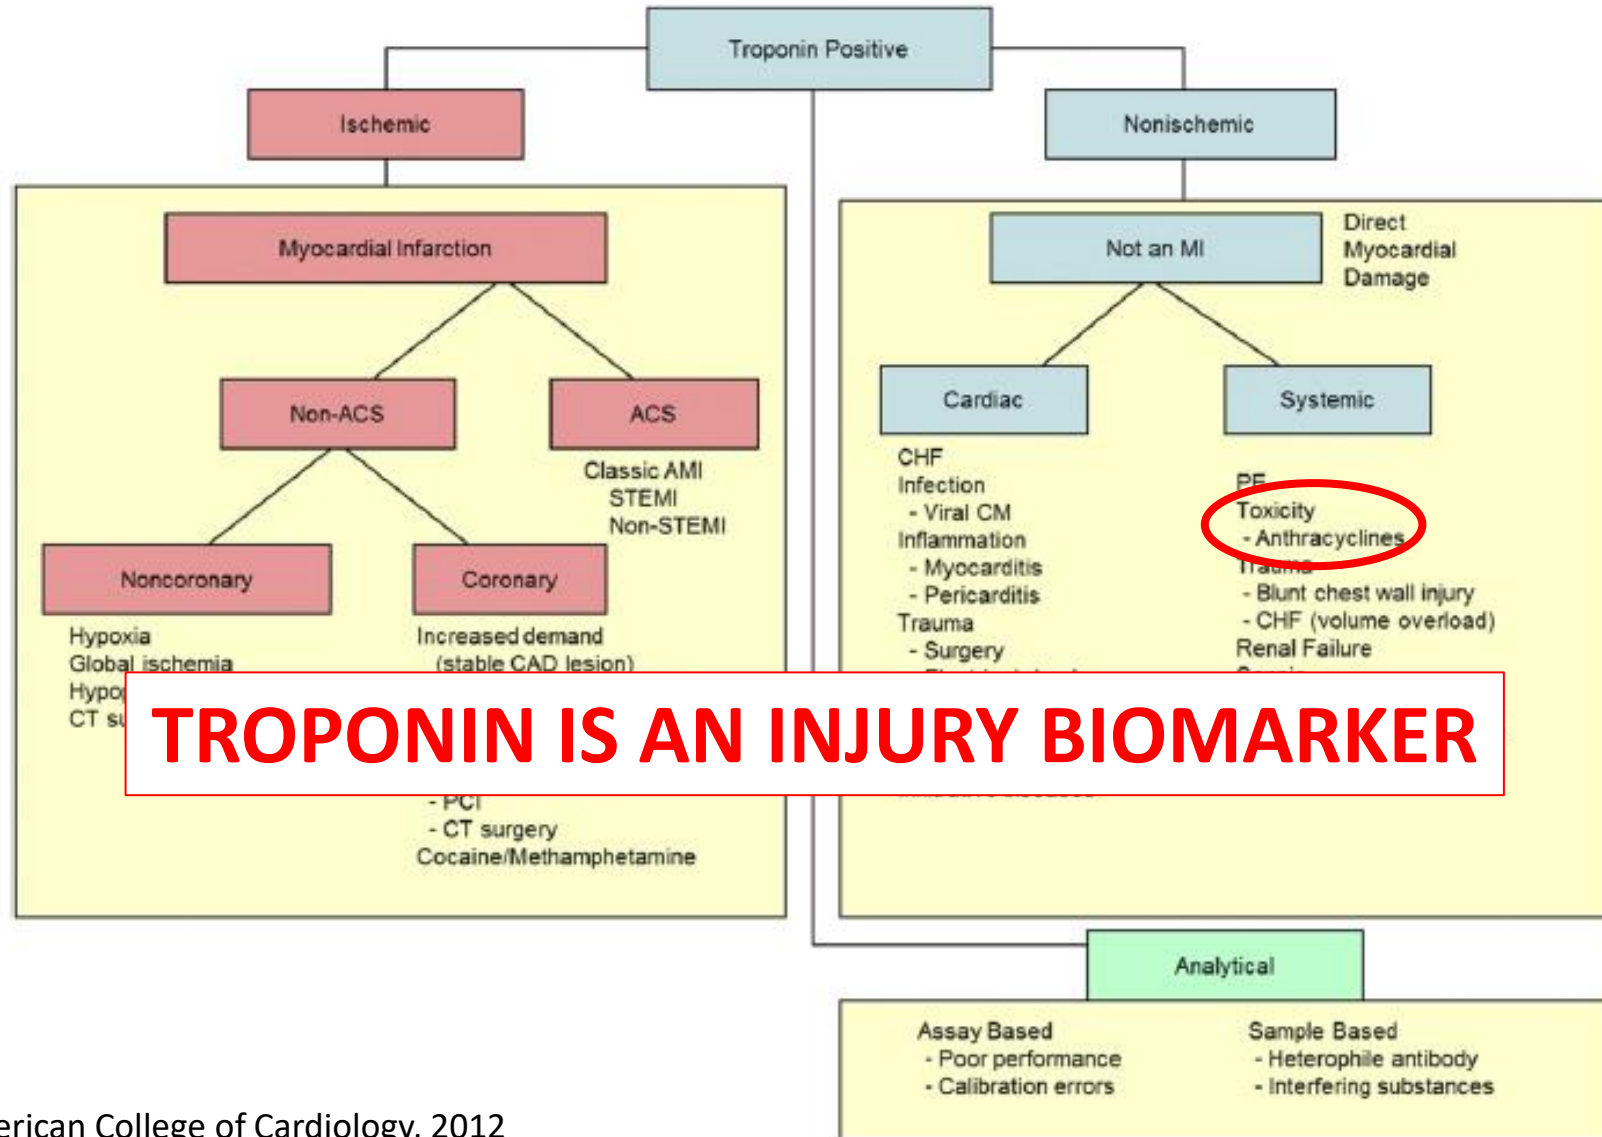 Troponin Positive
Ischemic
Nonischemic
Myocardial Infarction
Non-ACS
ACS
Classic AMI
STEMI
Non-STEMI
Noncoronary
Coronary
Hypoxia
Global ischemia
CT
Increased demand
(stable CAD lesion)
- PCI
- CT surgery
Cocaine/Methamphetamine
Not an MI
Direct
Myocardial
Damage
Cardiac
Systemic
CHF
Infection
- Viral CM
Inflammation
- Myocarditis
- Pericarditis
Trauma
- Surgery
PE
Toxicity
- Anthracyclines
Trauma
- Blunt chest wall injury
- CHF (volume overload)
Renal Failure
TROPONIN IS AN INJURY BIOMARKER
Analytical
Assay Based
- Poor performance
- Calibration errors
Sample Based
- Heterophile antibody
- Interfering substances
erican College of Cardiology, 2012